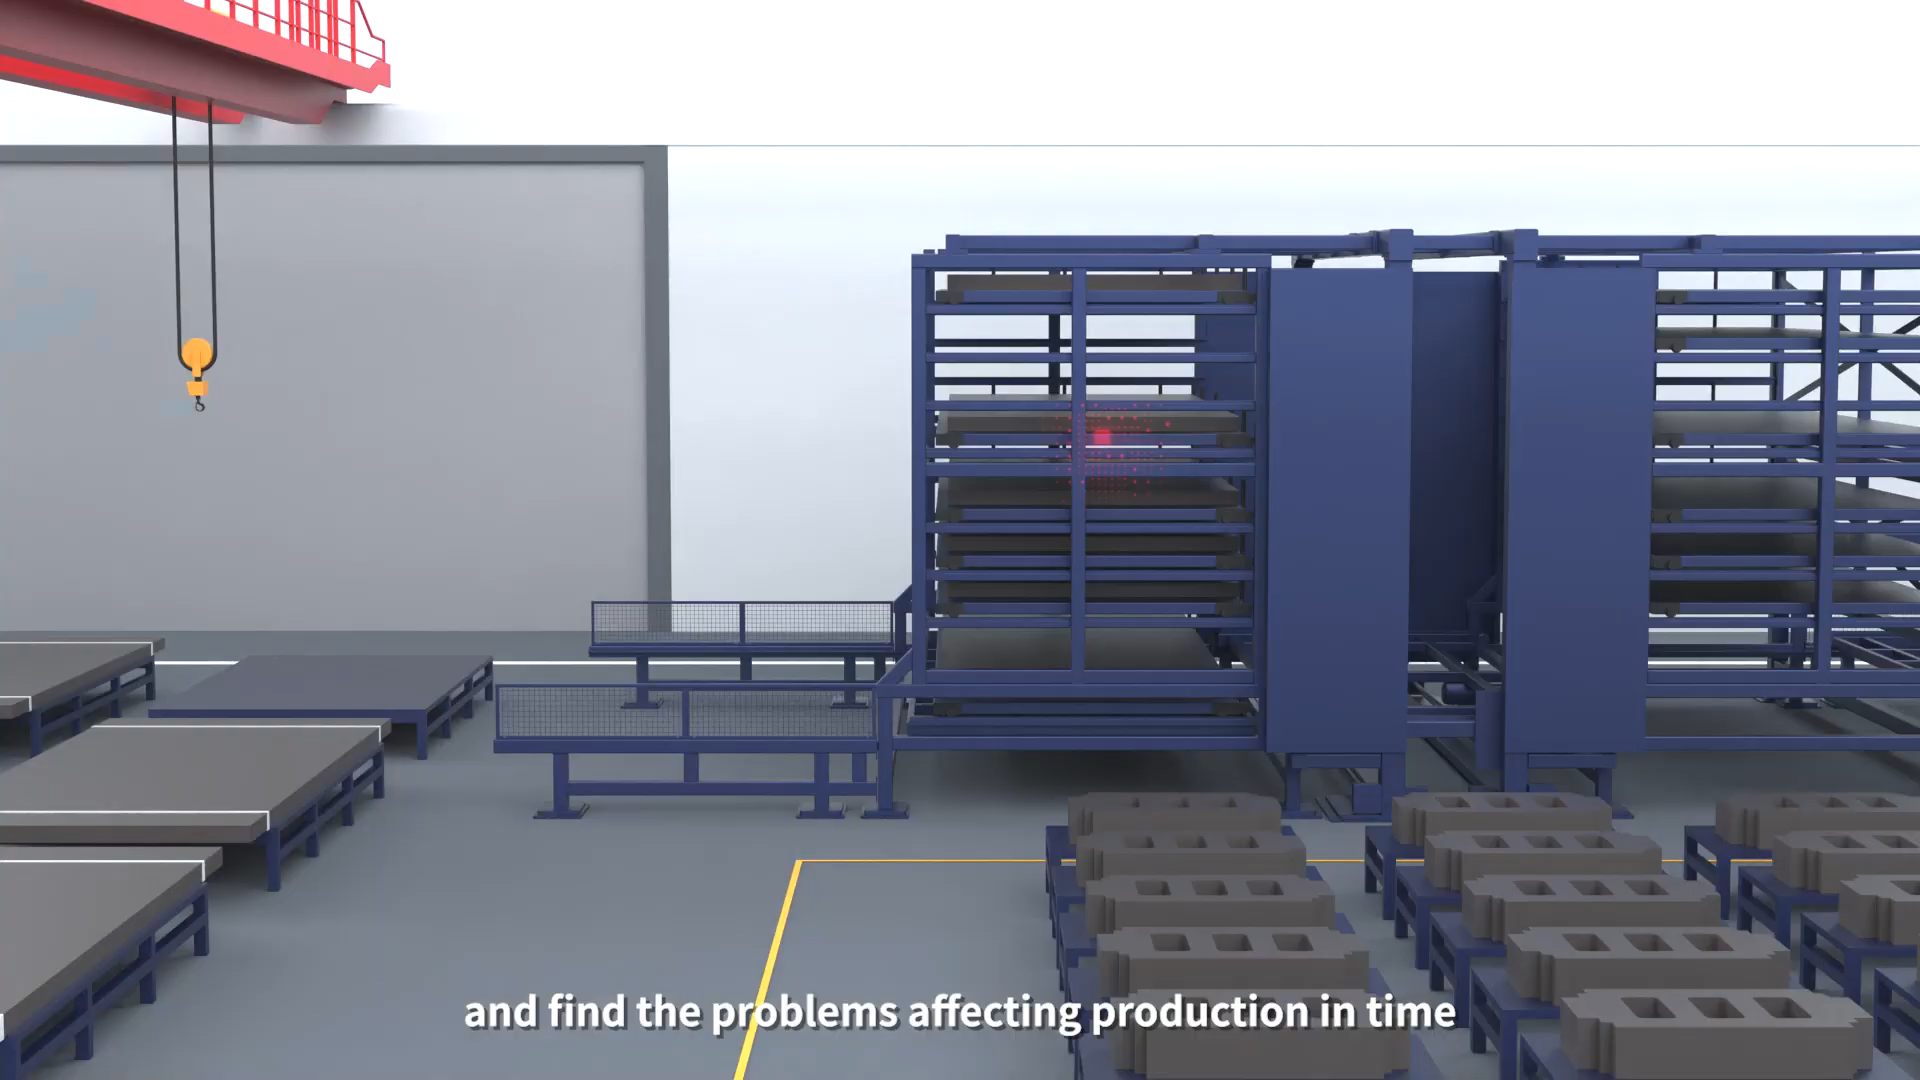 and find the problems affecting production in time